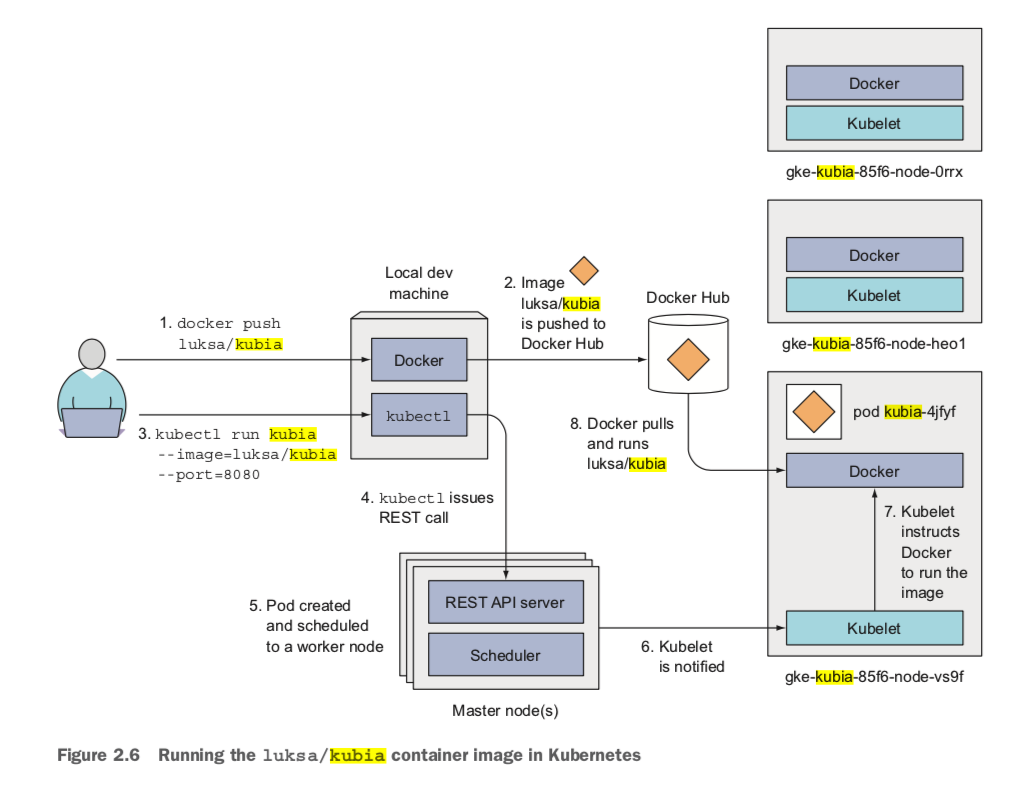 Docker
Kubelet
gke-kubia-85f6-node-0rrx
Docker
Kubelet
gke-kubia-85f6-node-heo1
Local dev
machine
Docker
kubectl
1. docker push
luksa/kubia
2. Image
luksa/kubia
is pushed to
Docker Hub
Docker Hub
3. kubectl run kubia
--image=luksa/kubia
--port=8080
4. kubectl issues
REST call
5. Pod created
and scheduled
to a worker node
REST API server
Scheduler
Master node(s)
6. Kubelet
is notified
7. Kubelet
instructs
Docker
to run the
image
8. Docker pulls
and runs
luksa/kubia
pod kubia-4jfyf
Docker
Kubelet
gke-kubia-85f6-node-vs9f
Figure 2.6 Running the luksa/kubia container image in Kubernetes